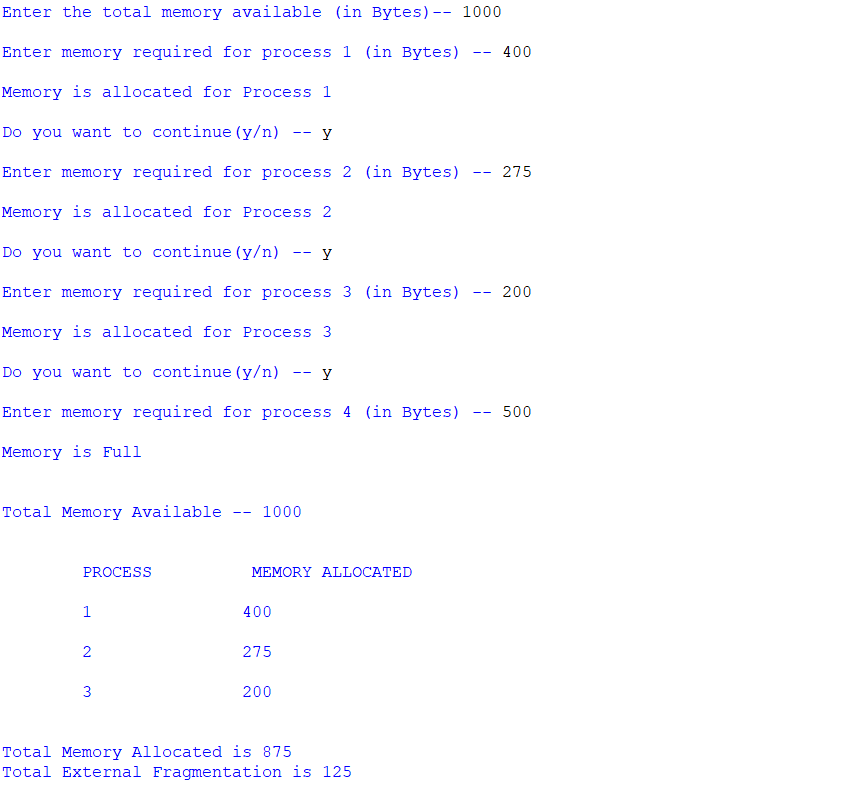 Enter the total memory available (in Bytes)-- 1000
Enter memory required for process 1 (in Bytes) -- 400
Memory is allocated for Process 1
Do you want to continue(y/n) -- y
Enter memory required for process 2 (in Bytes) -- 275
Memory is allocated for Process 2
Do you want to continue(y/n) -- y
Enter memory required for process 3 (in Bytes) -- 200
Memory is allocated for Process 3
Do you want to continue(y/n) -- y
Enter memory required for process 4 (in Bytes) -- 500
Memory is Full
Total Memory Available -- 1000
PROCESS MEMORY ALLOCATED
1 400
2 275
3 200
Total Memory Allocated is 875
Total External Fragmentation is 125